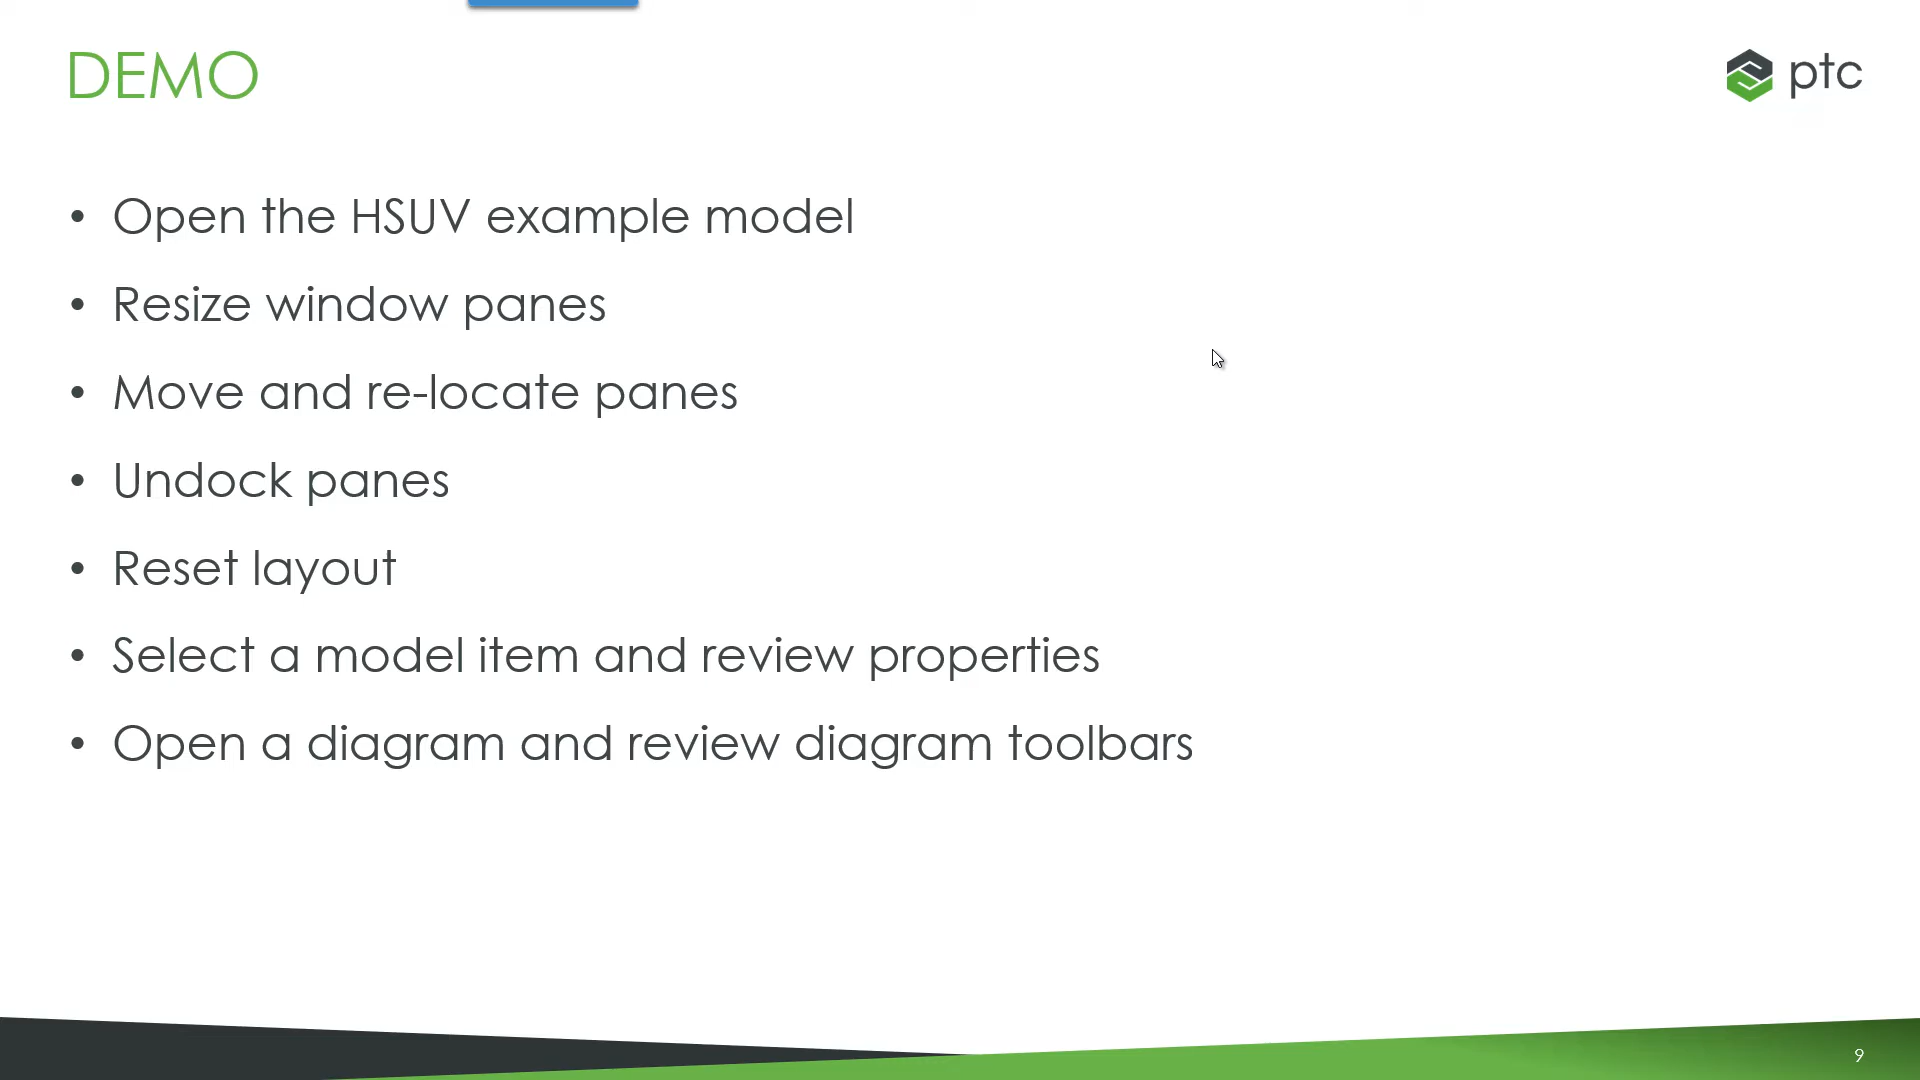 DEMO
ptc
• Open the HSUV example model
• Resize window panes
• Move and re-locate panes
• Undock panes
• Reset layout
• Select a model item and review properties
• Open a diagram and review diagram toolbars
9